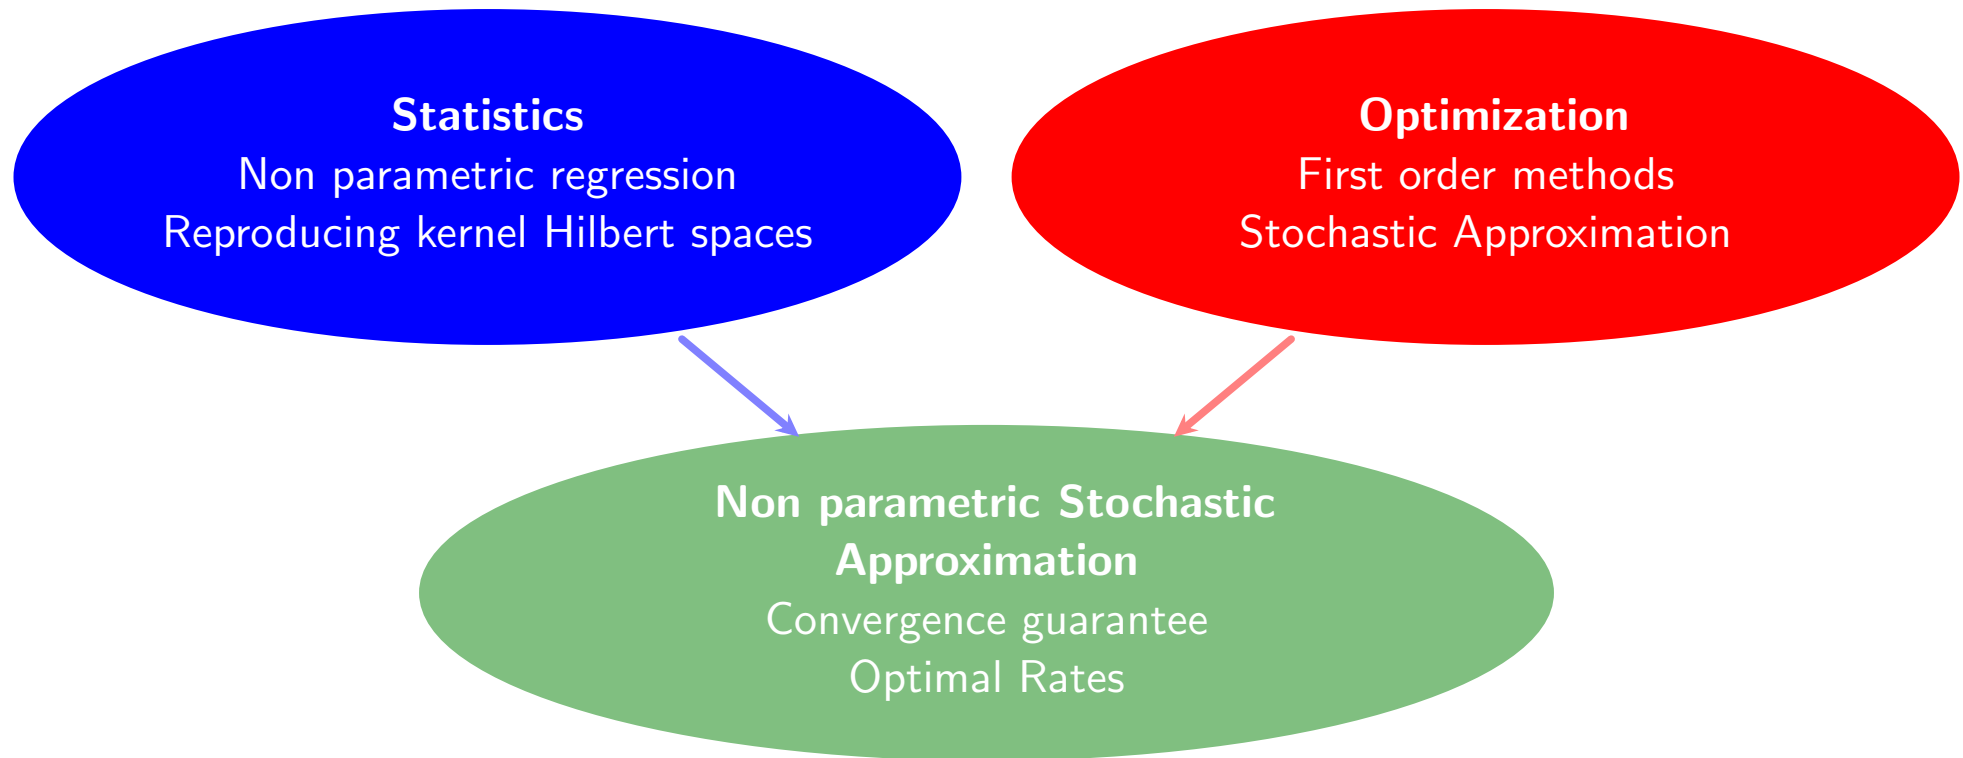 Statistics
Non parametric regression
Reproducing kernel Hilbert spaces
Optimization
First order methods
Stochastic Approximation
Non parametric Stochastic
Approximation
Convergence guarantee
Optimal Rates